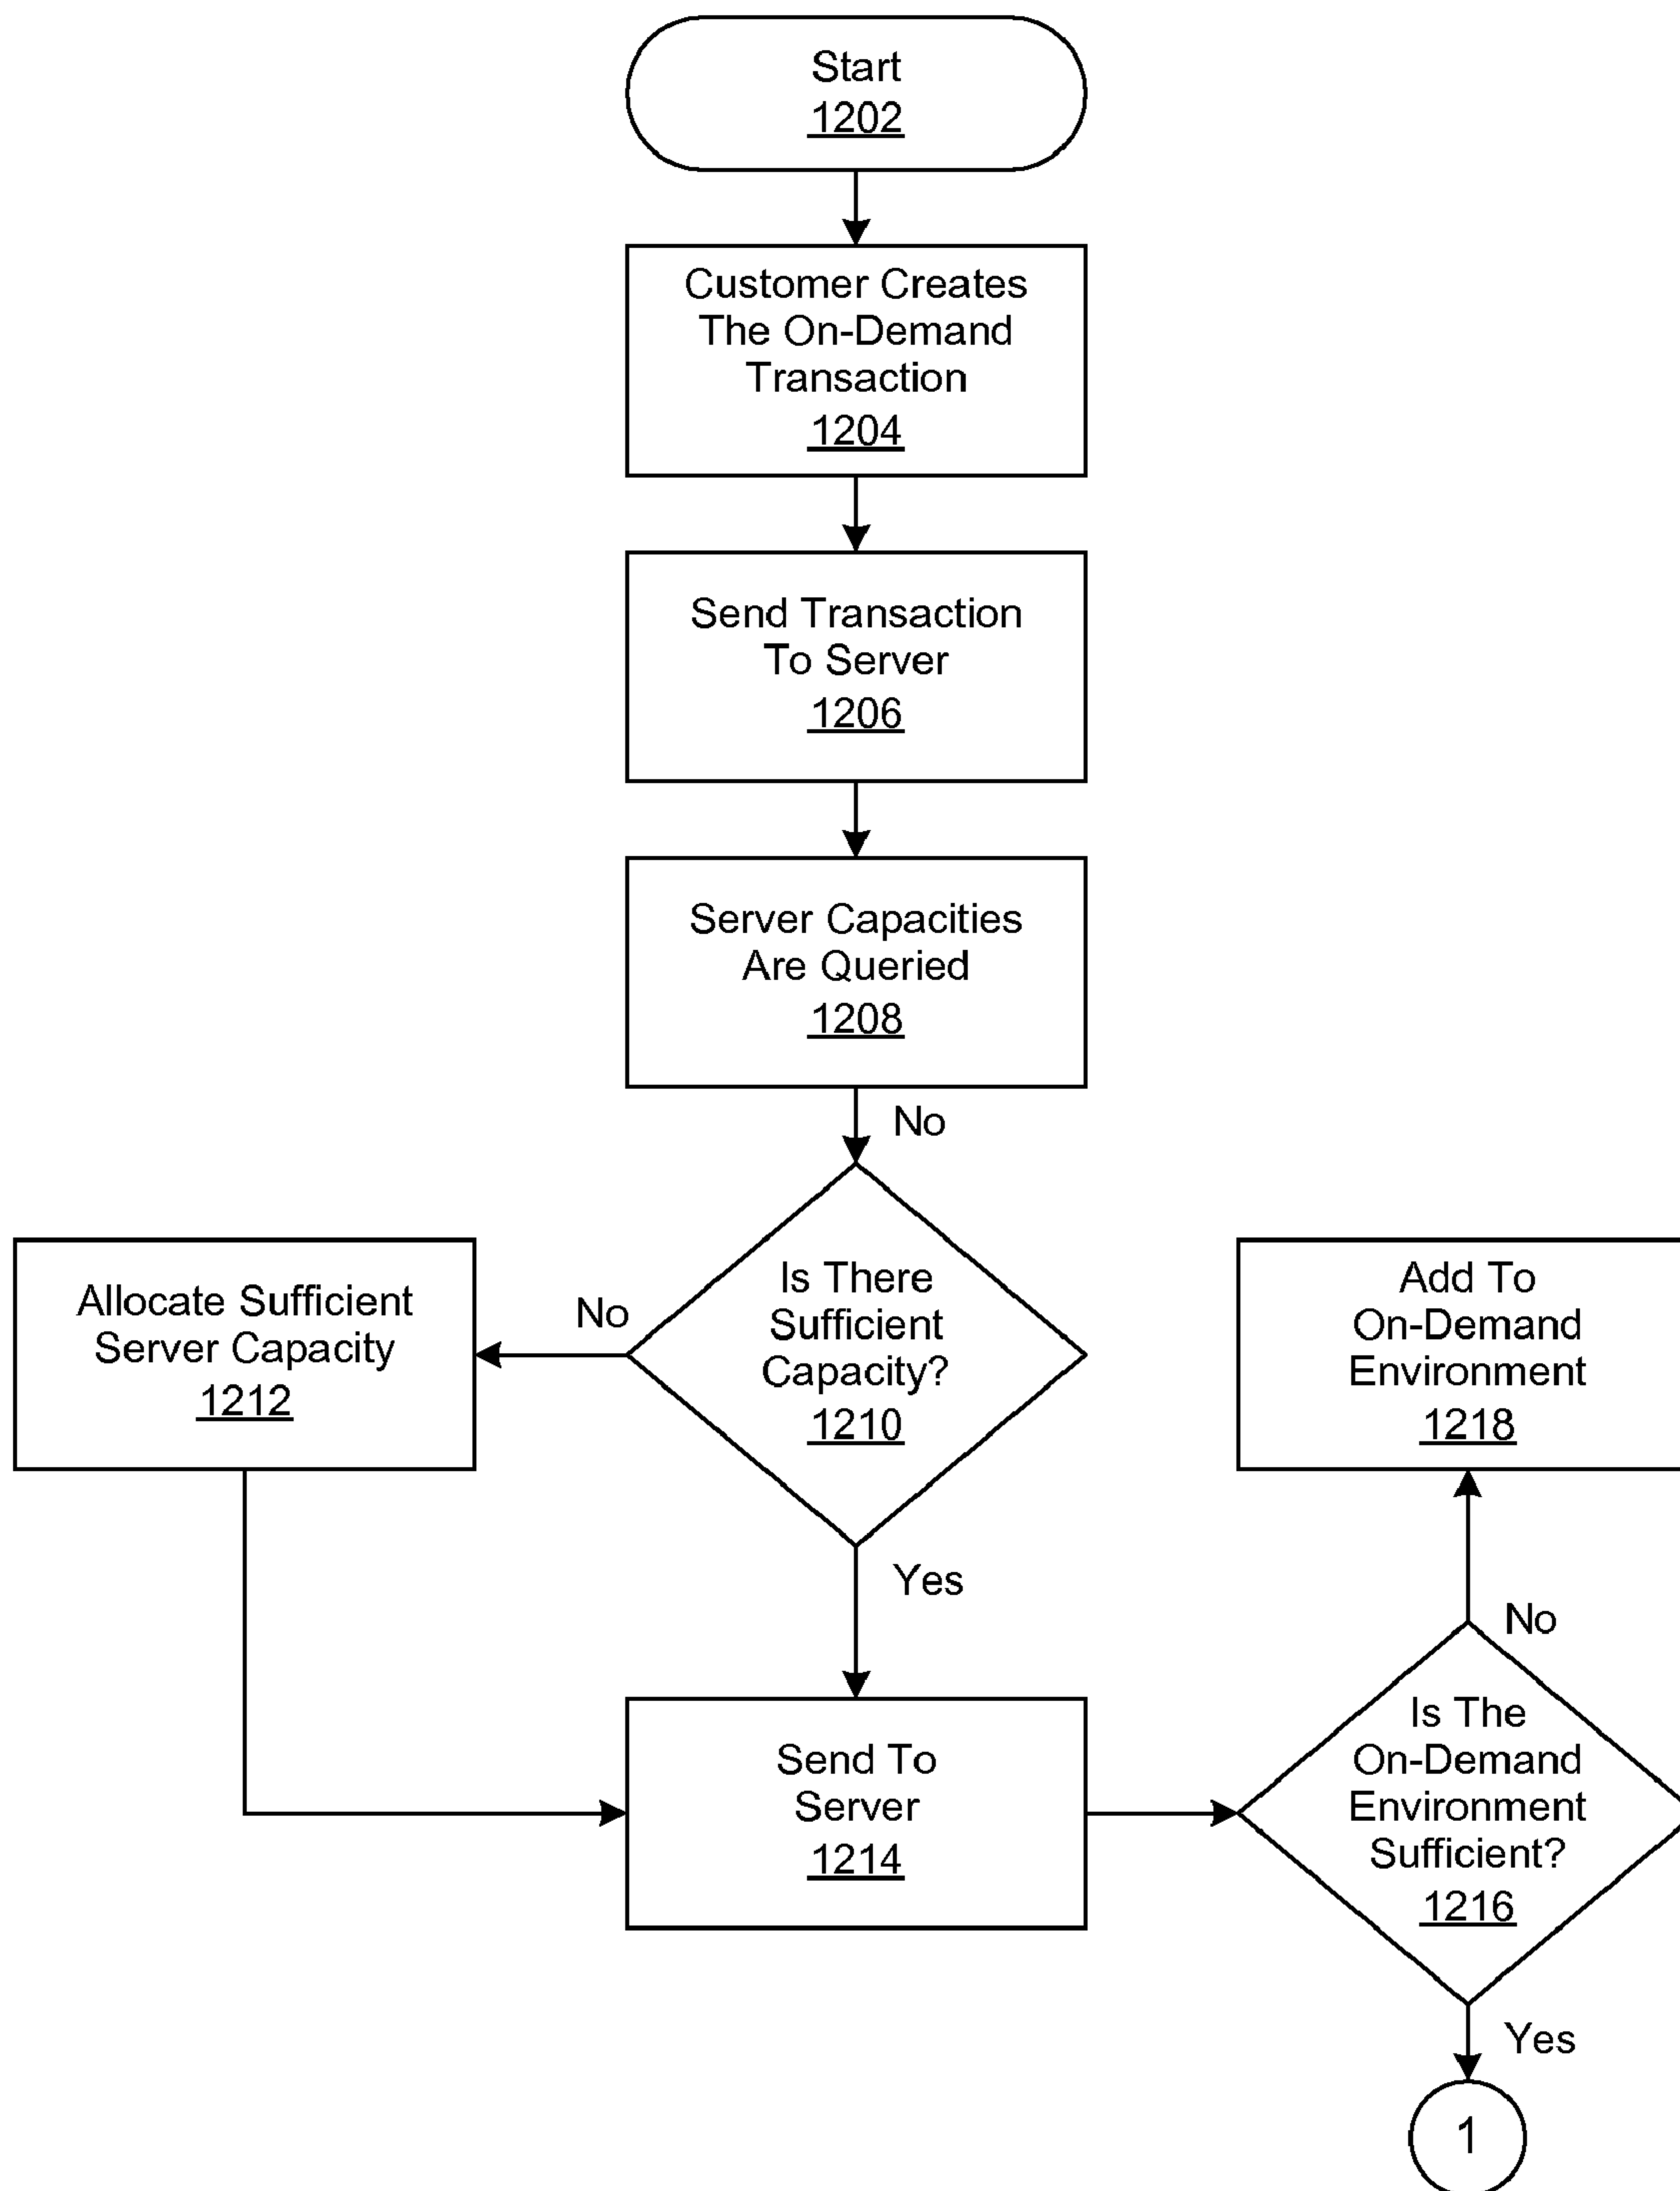 Start
1202
Customer Creates
The On-Demand
Transaction
1204
Send Transaction
To Server
1206
Server Capacities
Are Queried
1208
No
Is There
Sufficient
Capacity?
1210
No
Allocate Sufficient
Server Capacity
1212
Yes
Send To
Server
1214
Add To
On-Demand
Environment
1218
No
Is The
On-Demand
Environment
Sufficient?
1216
Yes
1